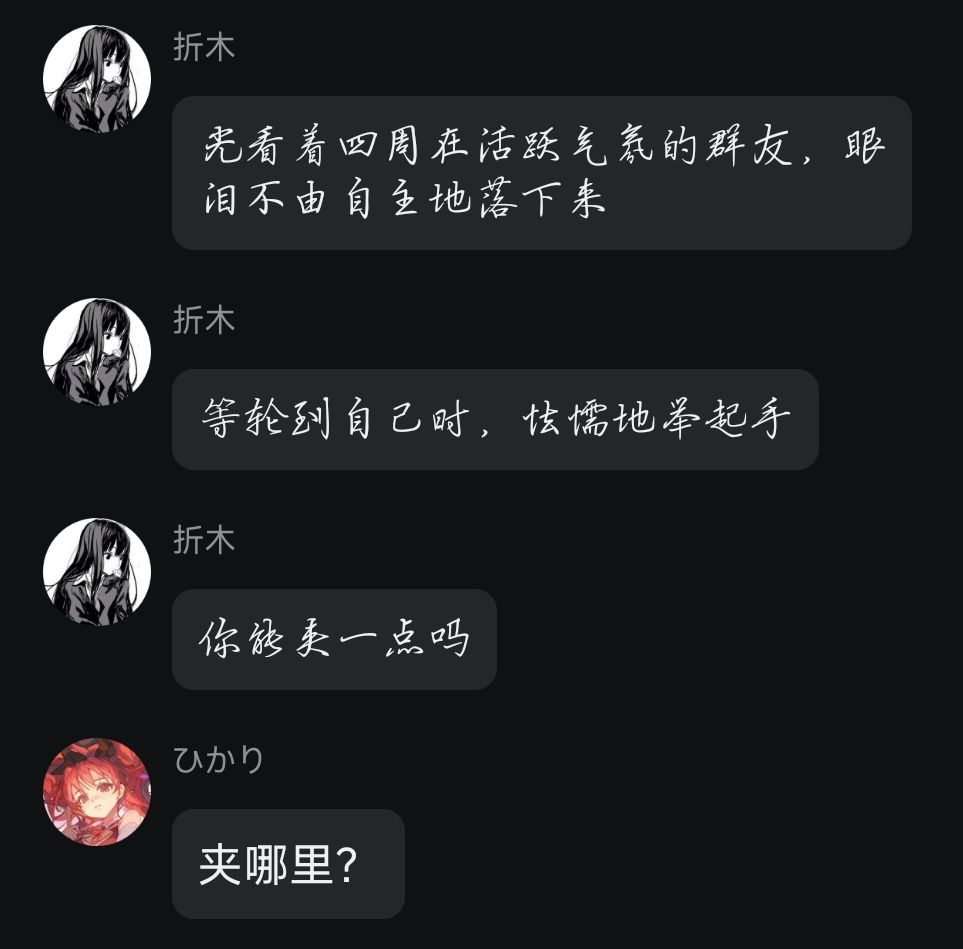 折木
光看着四周在活跃气氛的群友，眼
泪不由自主地落下来
折木
等轮到自己时，怯懦地举起手
折木
你能夹一点吗
ひかり
夹哪里？